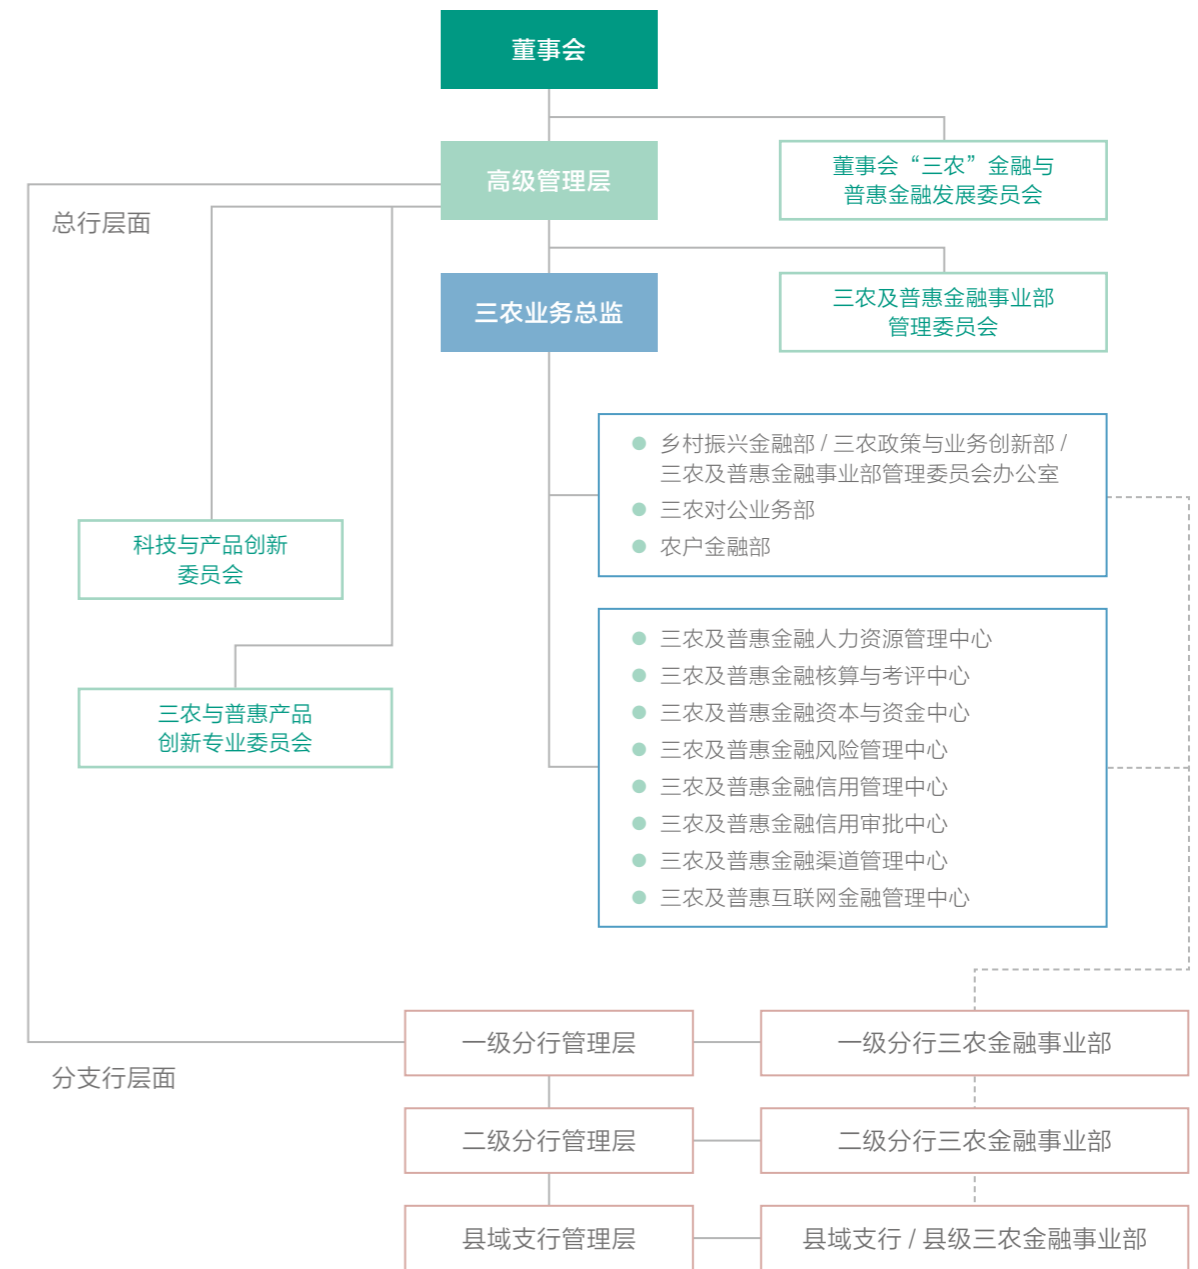 董事会
董事会“三农”金融与
普惠金融发展委员会
高级管理层
总行层面
三农业务总监
三农及普惠金融事业部
管理委员会
乡村振兴金融部 / 三农政策与业务创新部 /
三农及普惠金融事业部管理委员会办公室
三农对公业务部
农户金融部
科技与产品创新
委员会
三农与普惠产品
创新专业委员会
三农及普惠金融人力资源管理中心
三农及普惠金融核算与考评中心
三农及普惠金融资本与资金中心
三农及普惠金融风险管理中心
三农及普惠金融信用管理中心
三农及普惠金融信用审批中心
三农及普惠金融渠道管理中心
三农及普惠互联网金融管理中心
一级分行管理层
一级分行三农金融事业部
分支行层面
二级分行管理层
二级分行三农金融事业部
县域支行管理层
县域支行 / 县级三农金融事业部